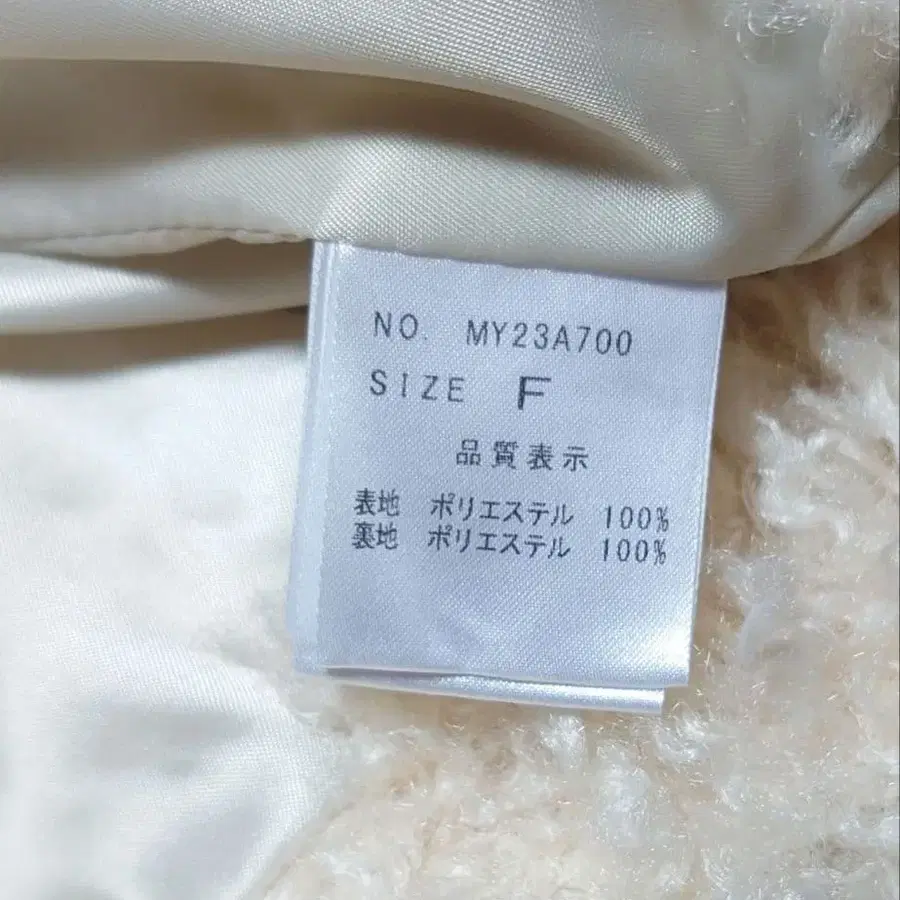 NO. MY23A700
SIZE F
品質表示
表地 ポリエステル 100%
裏地 ポリエステル 100%